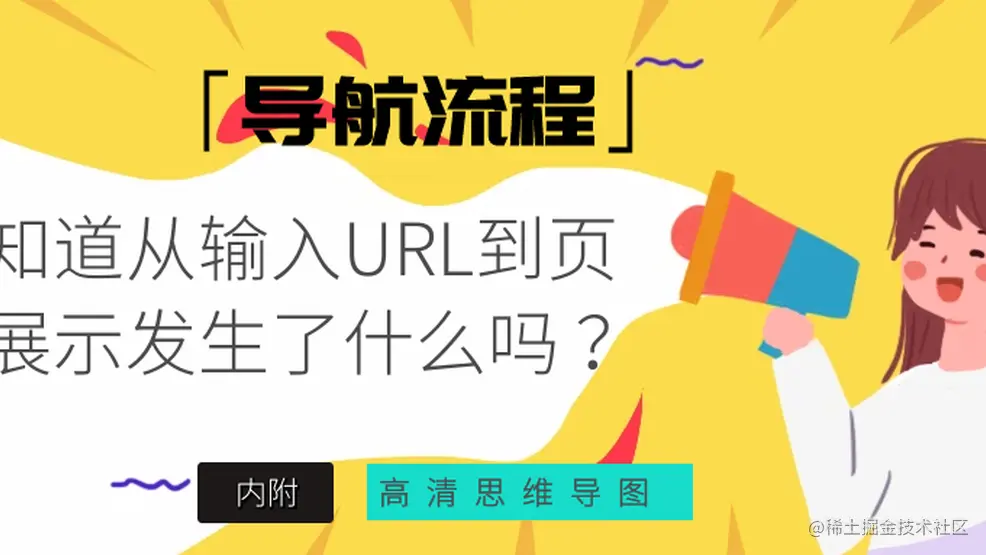 「导航流程」
知道从输入URL到页
展示发生了什么吗？
内附
高清思维导图
@稀土掘金技术社区